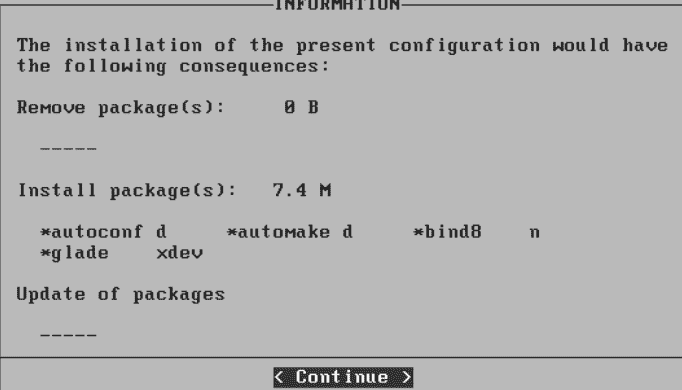 INFORMATION
The installation of the present configuration would have
the following consequences:
Remove package(s): 0 B
-----
Install package(s): 7.4 M
*autoconf d *automake d *bind8 n
*glade xdev
Update of packages
-----
< Continue >